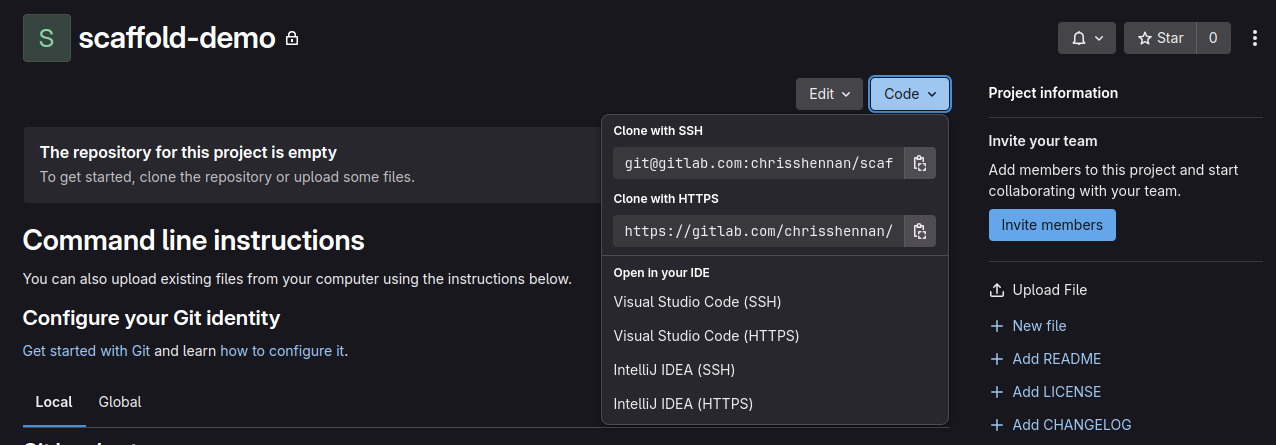 S scaffold-demo
Star 0
Edit Code
The repository for this project is empty
To get started, clone the repository or upload some files.
Command line instructions
You can also upload existing files from your computer using the instructions below.
Configure your Git identity
Get started with Git and learn how to configure it.
Local Global
Clone with SSH
git@gitlab.com:chrisshennan/scaf
Clone with HTTPS
https://gitlab.com/chrisshennan/
Open in your IDE
Visual Studio Code (SSH)
Visual Studio Code (HTTPS)
IntelliJ IDEA (SSH)
IntelliJ IDEA (HTTPS)
Project information
Invite your team
Add members to this project and start
collaborating with your team.
Invite members
Upload File
New file
Add README
Add LICENSE
Add CHANGELOG